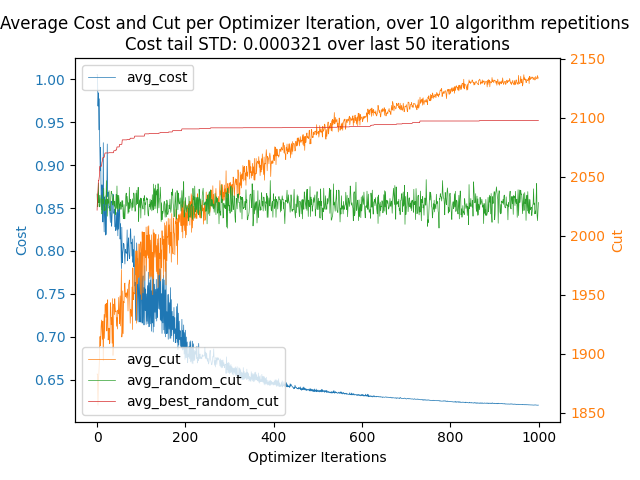 Average Cost and Cut per Optimizer Iteration, over 10 algorithm repetitions
Cost tail STD: 0.000321 over last 50 iterations
avg_cost
1.00
0.95
0.90
0.85
0.80
0.75
0.70
0.65
Cost
2150
2100
2050
2000
1950
1900
1850
Cut
avg_cut
avg_random_cut
avg_best_random_cut
0
200
400
600
800
1000
Optimizer Iterations